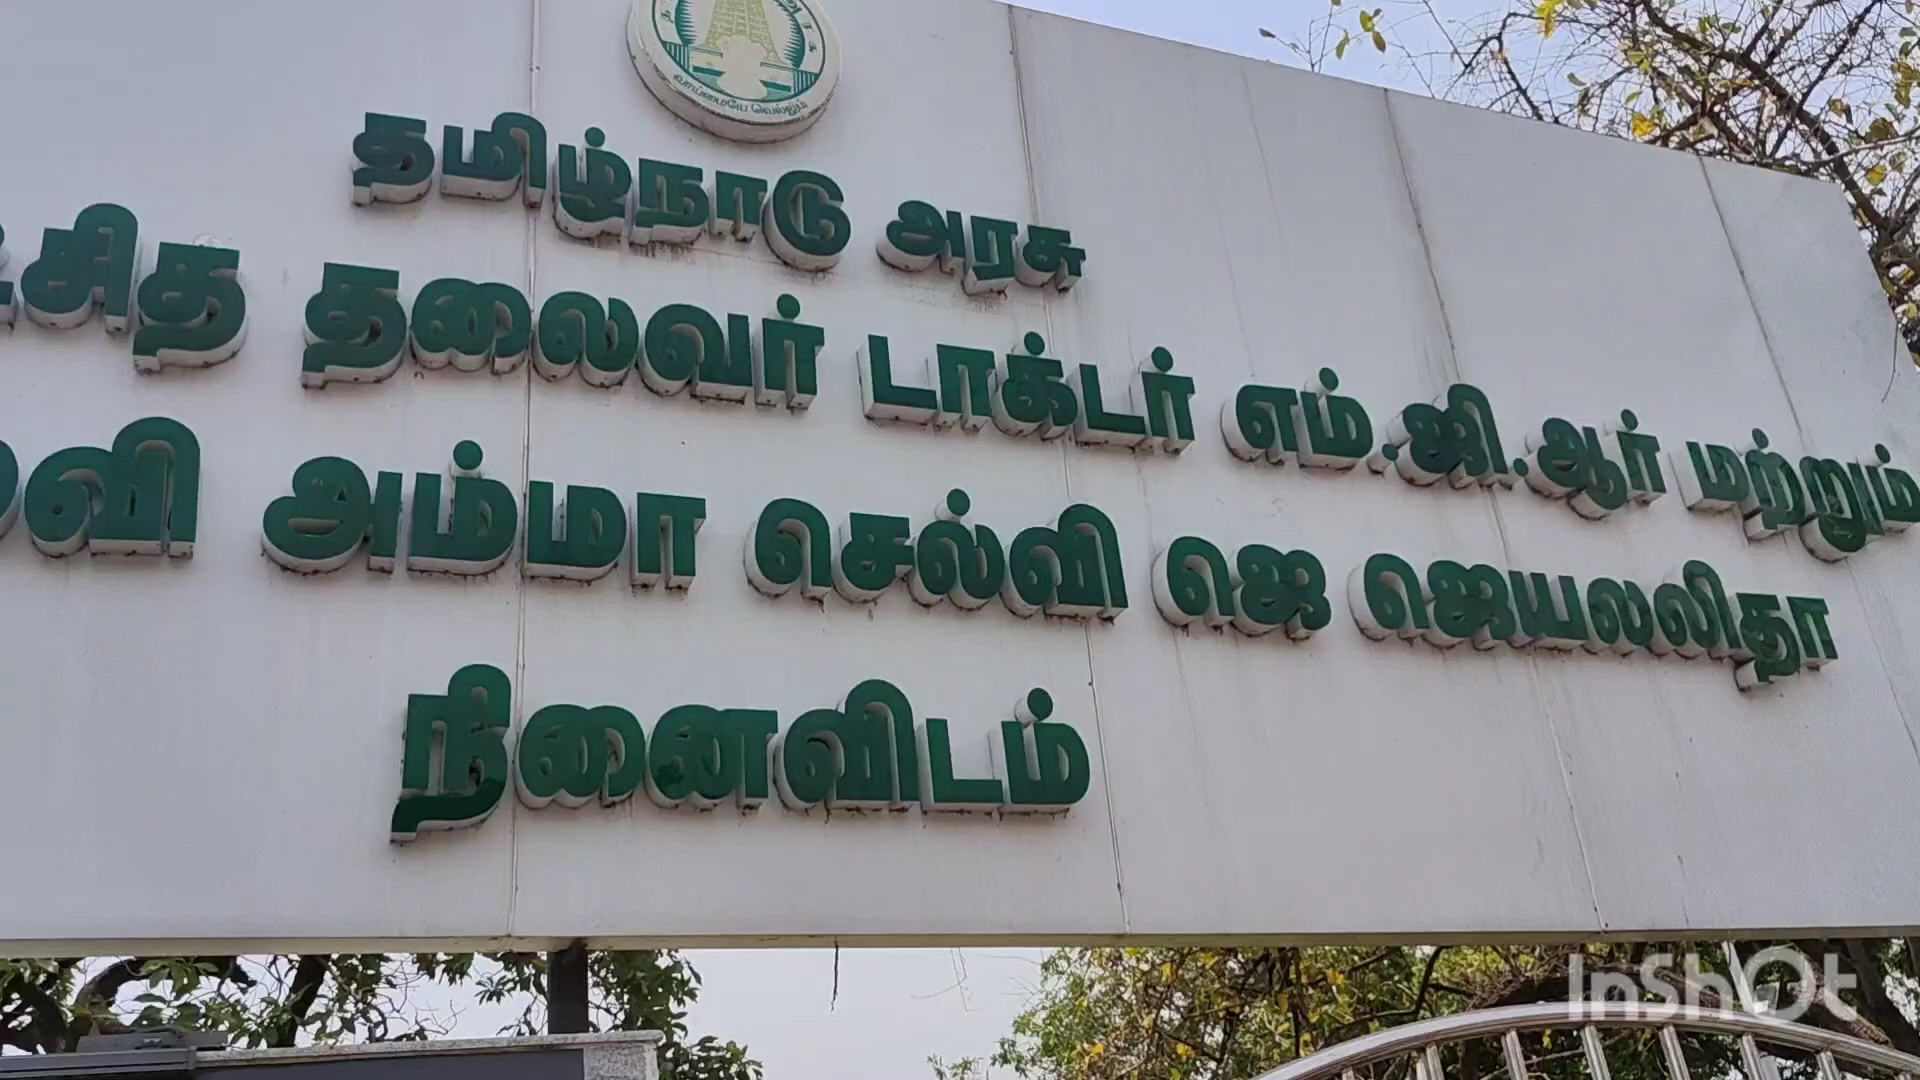 வாய்மையே வெல்லும்
தமிழ்நாடு அரசு
தலைவர் டாக்டர் எம்.ஜி.ஆர் மற்றும்
அம்மா செல்வி ஜெ ஜெயலலிதா
நினைவிடம்
InShOt